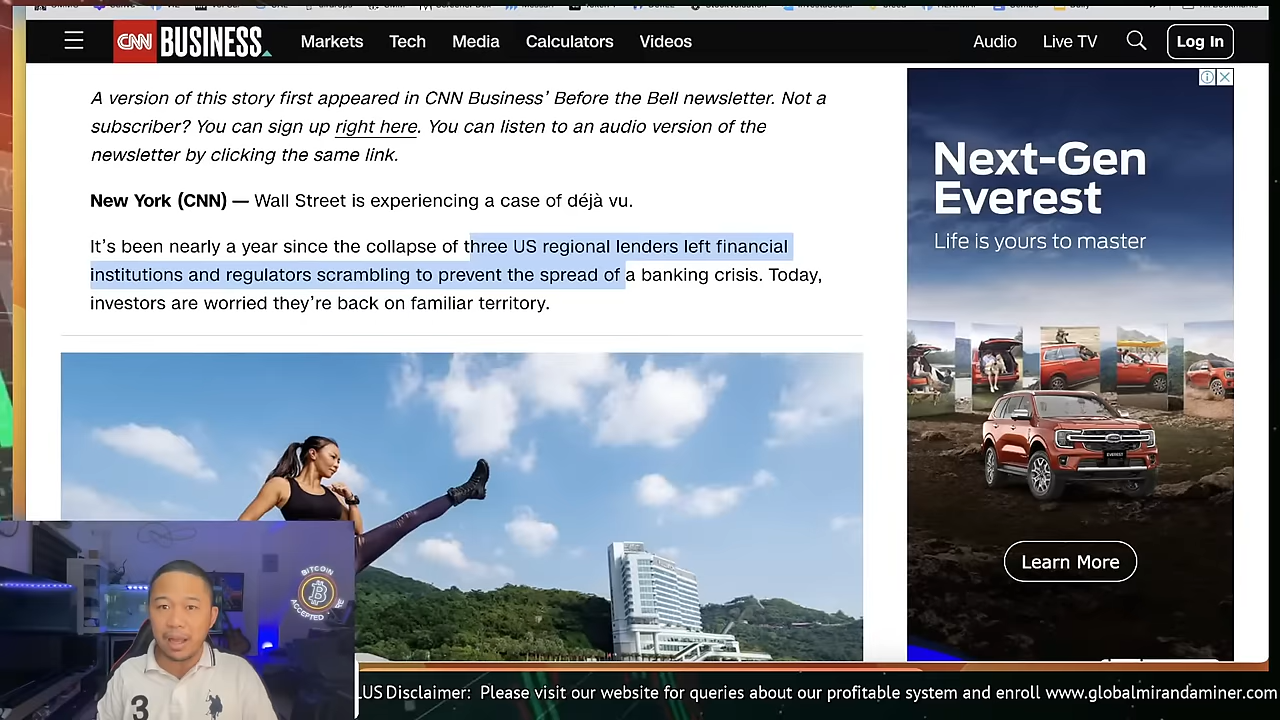 CNN BUSINESS Markets Tech Media Calculators Videos Audio Live TV Log In
A version of this story first appeared in CNN Business’ Before the Bell newsletter. Not a
subscriber? You can sign up right here. You can listen to an audio version of the
newsletter by clicking the same link.
New York (CNN) — Wall Street is experiencing a case of déjà vu.
It’s been nearly a year since the collapse of three US regional lenders left financial
institutions and regulators scrambling to prevent the spread of a banking crisis. Today,
investors are worried they’re back on familiar territory.
Next-Gen
Everest
Life is yours to master
EVEREST
Learn More
BITCOIN
B
ACCEPTED
3
LUS Disclaimer: Please visit our website for queries about our profitable system and enroll www.globalmirandaminer.com